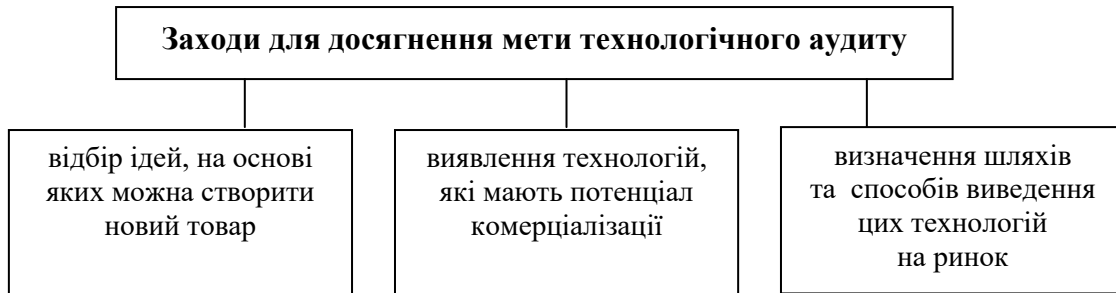 Заходи для досягнення мети технологічного аудиту
відбір ідей, на основі
яких можна створити
новий товар
виявлення технологій,
які мають потенціал
комерціалізації
визначення шляхів
та способів виведення
цих технологій
на ринок